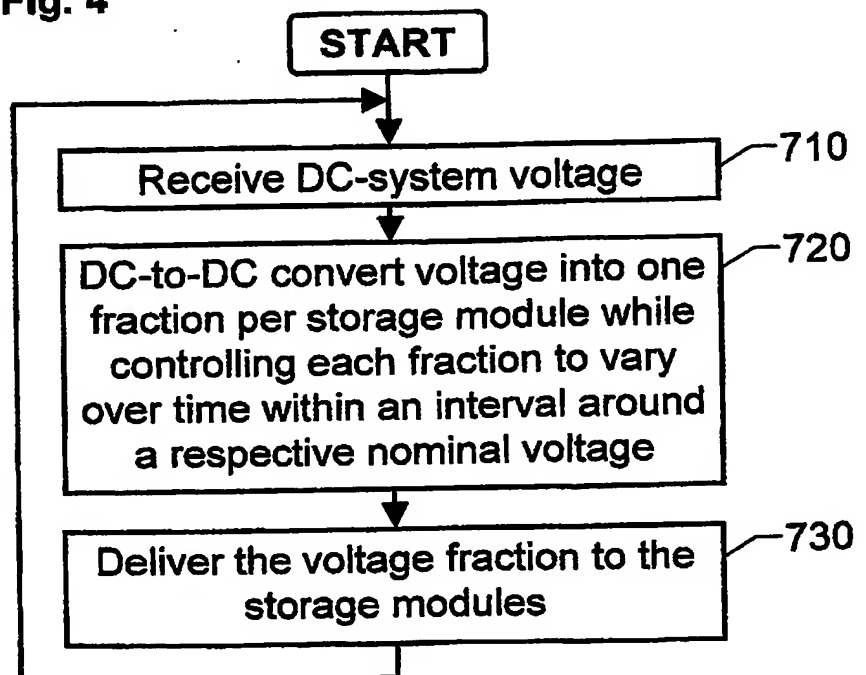 Fig. 4
START
Receive DC-system voltage
710
DC-to-DC convert voltage into one
fraction per storage module while
controlling each fraction to vary
over time within an interval around
a respective nominal voltage
720
Deliver the voltage fraction to the
storage modules
730